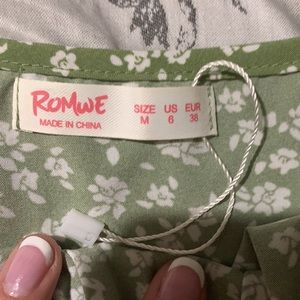 ROMWE
MADE IN CHINA
SIZE US EUR
M 6 38